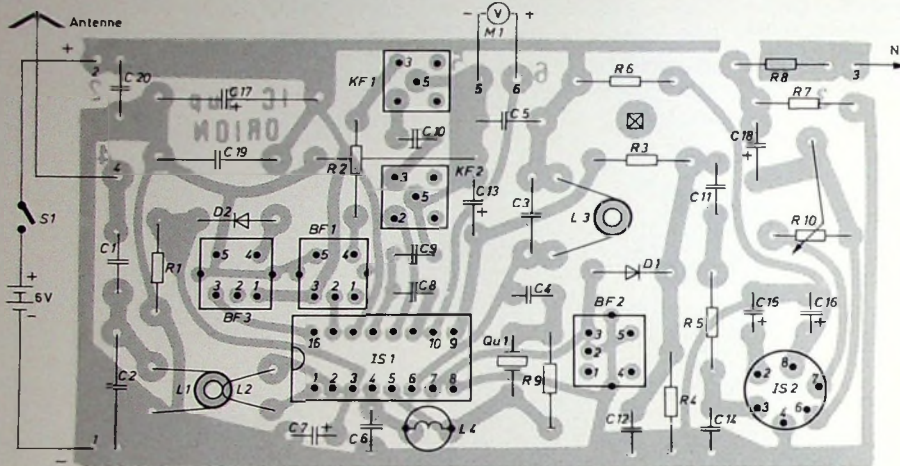 Antenne
- V +
M1
+
2
C20
C17
+
KF1
3
5
5
6
C5
R6
R8
3
N
R7
IC Sup
ORION
C10
C18
+
4
C19
R2
KF2
3
5
2
C13
+
C3
L3
R3
C11
R10
S1
D2
BF1
5 4
5 4
C9
C1
R1
3 2 1
3 2 1
BF3
C8
C4
D1
+
6V
-
BF2
3 5
2
1 4
R5
C15
+
C16
+
16 10 9
IS1
1 2 3 4 5 6 7 8
Qu1
R9
8
2 7
IS2
3 6
4
C2
L1
L2
R4
C7
+
C6
L4
C12
C14
1
-